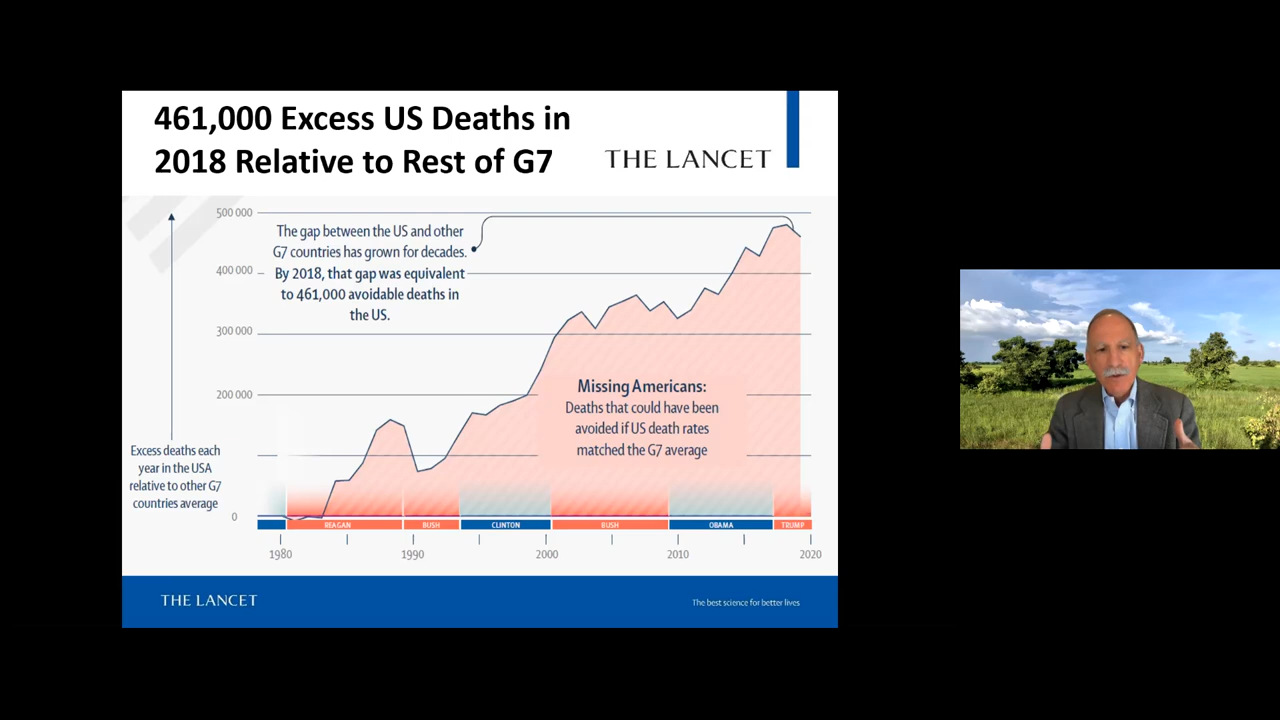 461,000 Excess US Deaths in
2018 Relative to Rest of G7
THE LANCET
500 000
400 000
300 000
200 000
0
The gap between the US and other
G7 countries has grown for decades.
By 2018, that gap was equivalent
to 461,000 avoidable deaths in
the US.
Missing Americans:
Deaths that could have been
avoided if US death rates
matched the G7 average
Excess deaths each
year in the USA
relative to other G7
countries average
REAGAN BUSH CLINTON BUSH OBAMA TRUMP
1980 1990 2000 2010 2020
THE LANCET
The best science for better lives